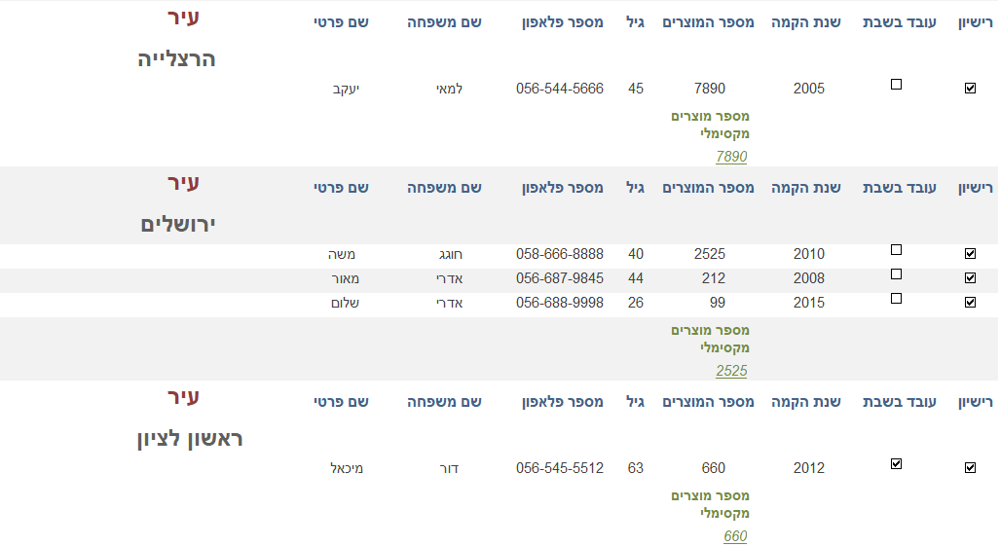 עיר שם פרטי שם משפחה מספר פלאפון גיל מספר המוצרים שנת הקמה עובד בשבת רישיון
הרצלייה
יעקב למאי 056-544-5666 45 7890 2005
מספר מוצרים
מקסימלי
7890
עיר שם פרטי שם משפחה מספר פלאפון גיל מספר המוצרים שנת הקמה עובד בשבת רישיון
ירושלים
משה חוגג 058-666-8888 40 2525 2010
מאור אדרי 056-687-9845 44 212 2008
שלום אדרי 056-688-9998 26 99 2015
מספר מוצרים
מקסימלי
2525
עיר שם פרטי שם משפחה מספר פלאפון גיל מספר המוצרים שנת הקמה עובד בשבת רישיון
ראשון לציון
מיכאל דור 056-545-5512 63 660 2012
מספר מוצרים
מקסימלי
660